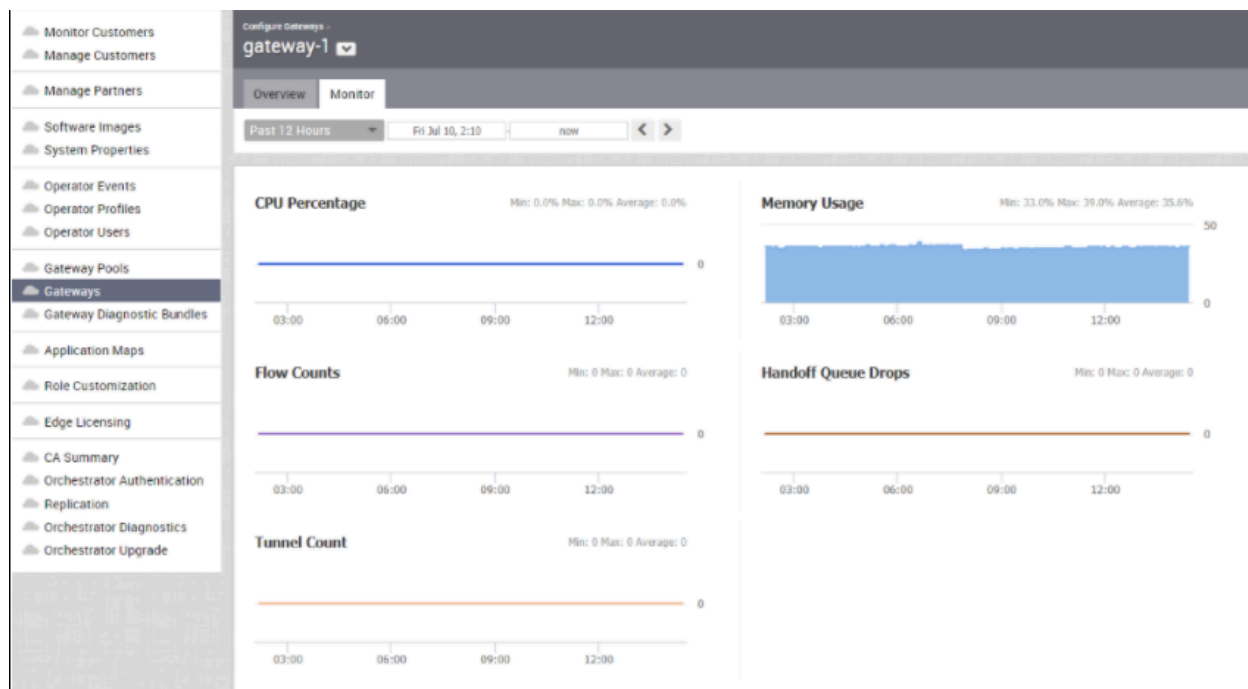 Monitor Customers
Manage Customers
Manage Partners
Software Images
System Properties
Operator Events
Operator Profiles
Operator Users
Gateway Pools
Gateways
Gateway Diagnostic Bundles
Application Maps
Role Customization
Edge Licensing
CA Summary
Orchestrator Authentication
Replication
Orchestrator Diagnostics
Orchestrator Upgrade
Configure Gateways
gateway-1
Overview Monitor
Past 12 Hours Fri Jul 10, 2:10 - now
CPU Percentage Min: 0.0% Max: 0.0% Average: 0.0%
0
03:00 06:00 09:00 12:00
Memory Usage Min: 33.0% Max: 39.0% Average: 35.6%
50
0
03:00 06:00 09:00 12:00
Flow Counts Min: 0 Max: 0 Average: 0
0
03:00 06:00 09:00 12:00
Handoff Queue Drops Min: 0 Max: 0 Average: 0
0
03:00 06:00 09:00 12:00
Tunnel Count Min: 0 Max: 0 Average: 0
0
03:00 06:00 09:00 12:00